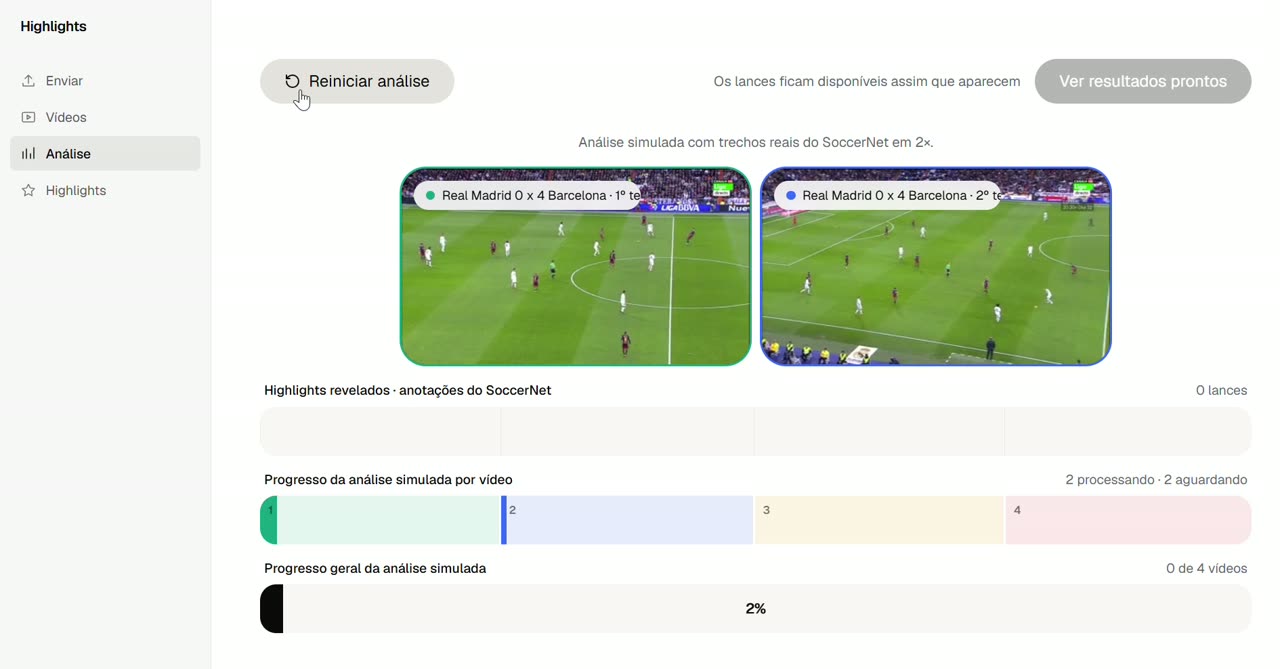 Highlights
Enviar
Vídeos
Análise
Highlights
Reiniciar análise
Os lances ficam disponíveis assim que aparecem
Ver resultados prontos
Análise simulada com trechos reais do SoccerNet em 2×.
Real Madrid 0 x 4 Barcelona · 1º te
Real Madrid 0 x 4 Barcelona · 2º te
LIGA BBVA
Highlights revelados · anotações do SoccerNet
0 lances
Progresso da análise simulada por vídeo
2 processando · 2 aguardando
1
2
3
4
Progresso geral da análise simulada
0 de 4 vídeos
2%